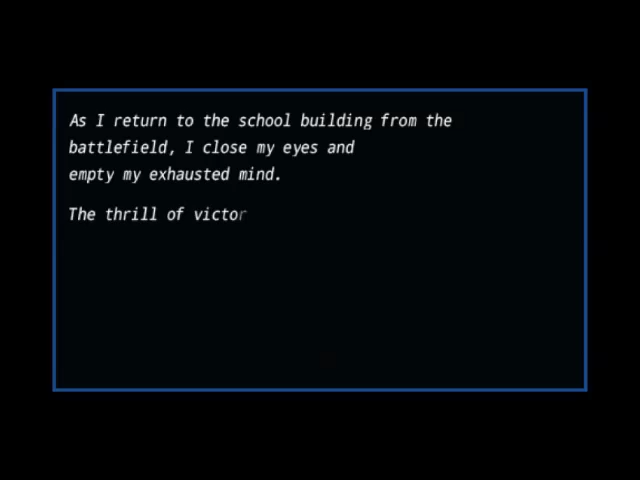 As I return to the school building from the
battlefield, I close my eyes and
empty my exhausted mind.
The thrill of victor